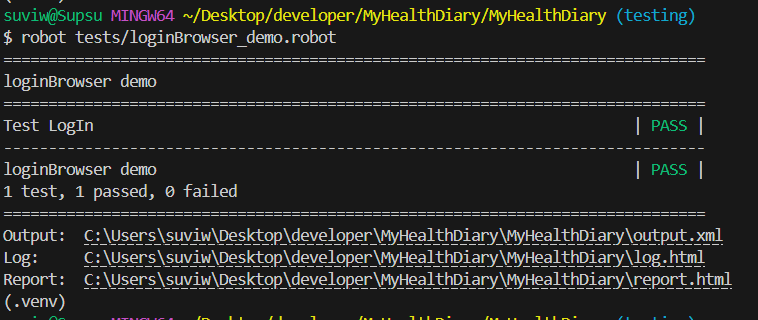 suviw@Supsu MINGW64 ~/Desktop/developer/MyHealthDiary/MyHealthDiary (testing)
$ robot tests/loginBrowser_demo.robot
==============================================================================
loginBrowser demo
==============================================================================
Test LogIn | PASS |
------------------------------------------------------------------------------
loginBrowser demo | PASS |
1 test, 1 passed, 0 failed
==============================================================================
Output: C:\Users\suviw\Desktop\developer\MyHealthDiary\MyHealthDiary\output.xml
Log: C:\Users\suviw\Desktop\developer\MyHealthDiary\MyHealthDiary\log.html
Report: C:\Users\suviw\Desktop\developer\MyHealthDiary\MyHealthDiary\report.html
(.venv)